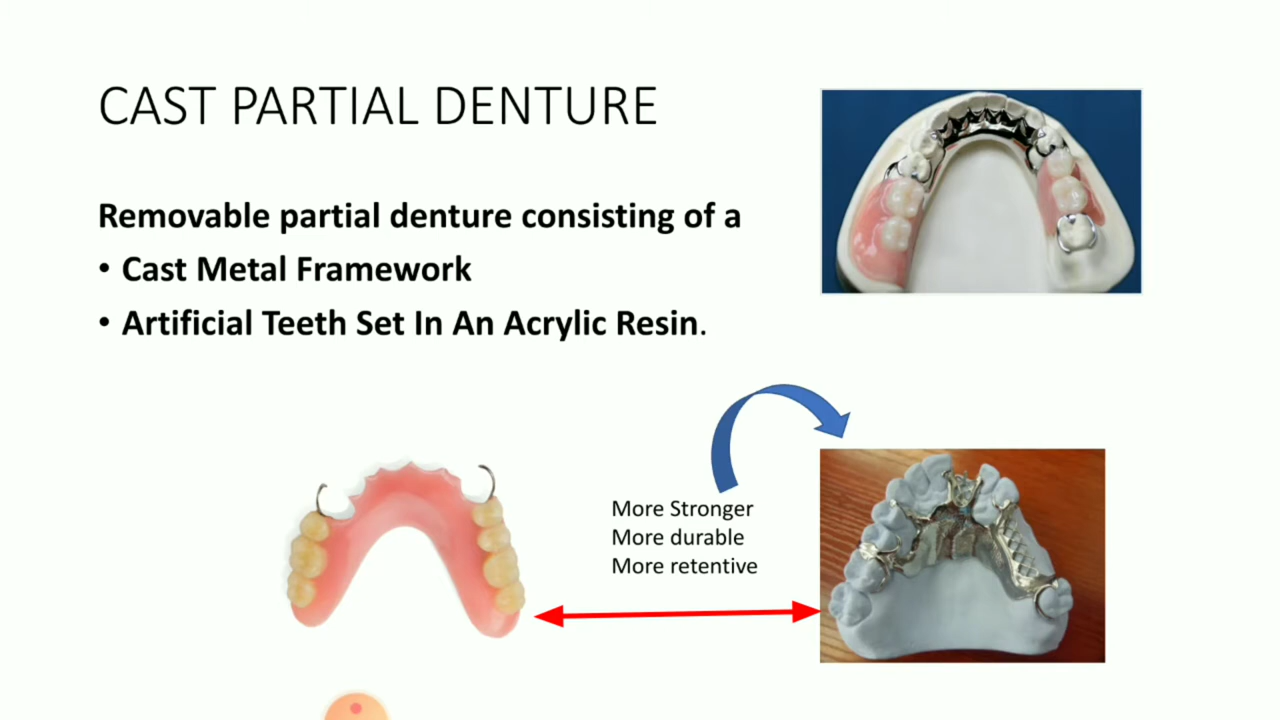 CAST PARTIAL DENTURE
Removable partial denture consisting of a
• Cast Metal Framework
• Artificial Teeth Set In An Acrylic Resin.
More Stronger
More durable
More retentive